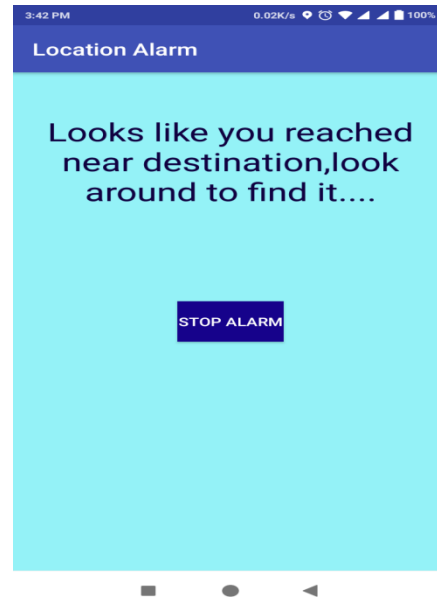 3:42 PM 0.02K/s 100%
Location Alarm
Looks like you reached
near destination,look
around to find it....
STOP ALARM